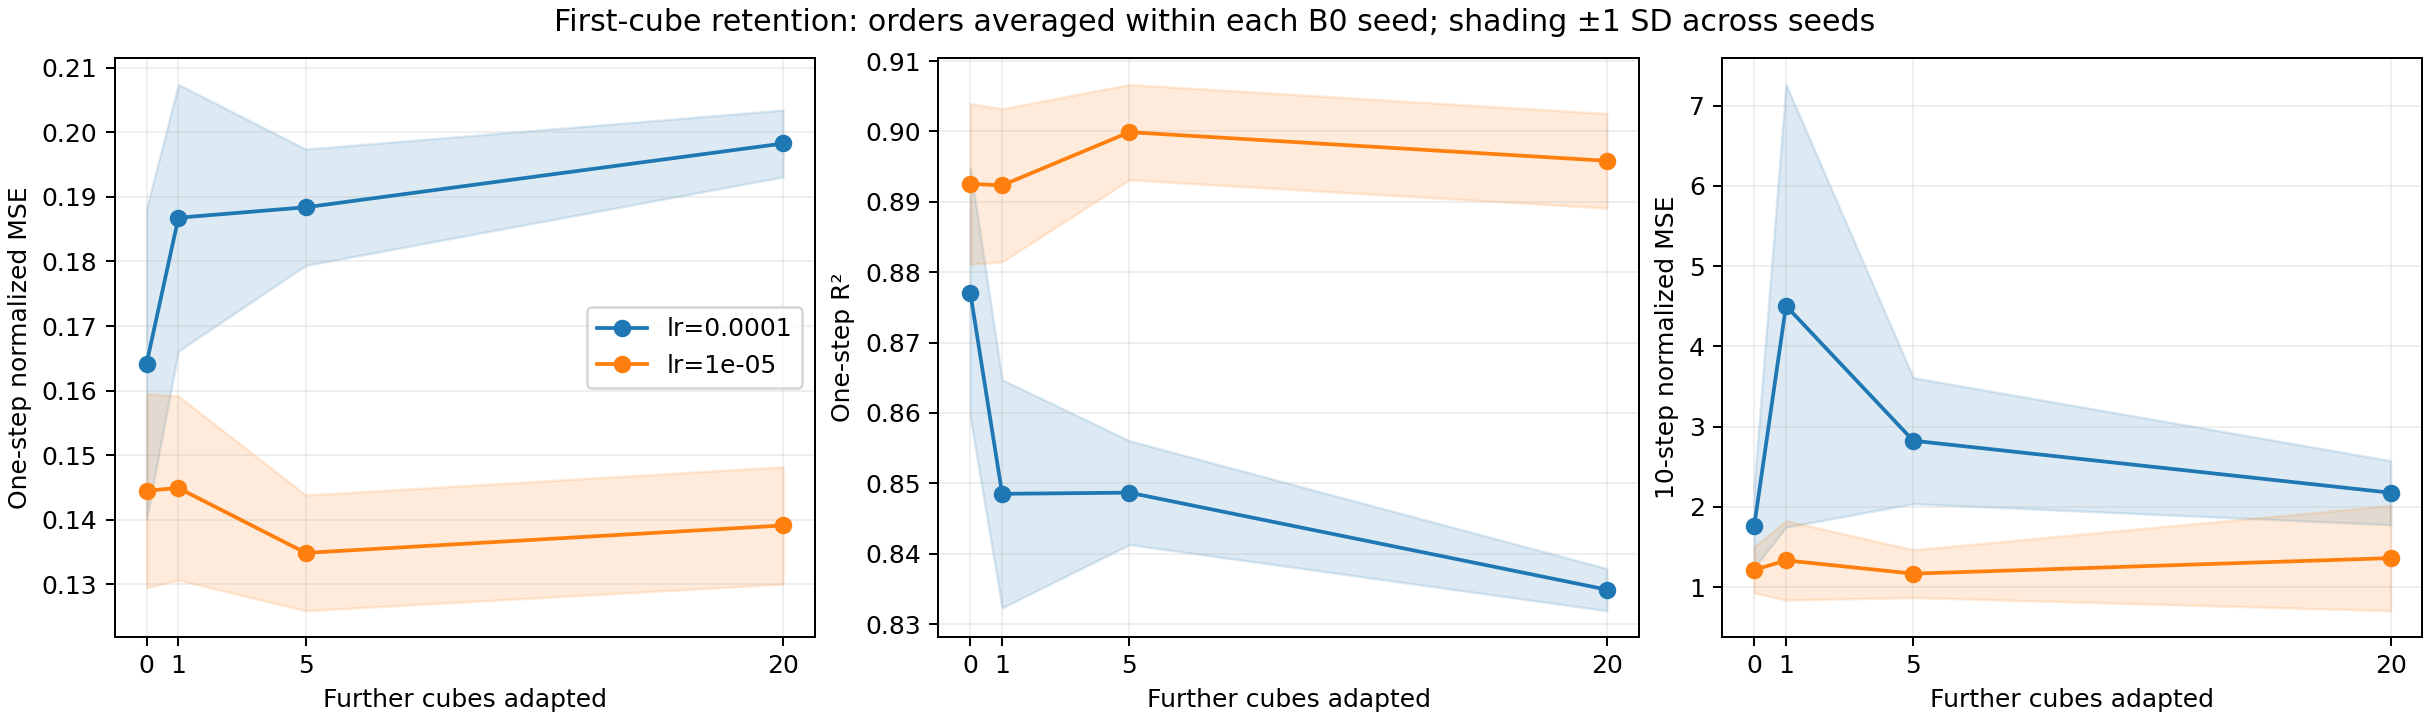 First-cube retention: orders averaged within each B0 seed; shading ±1 SD across seeds
One-step normalized MSE
0.21
0.20
0.19
0.18
0.17
0.16
0.15
0.14
0.13
lr=0.0001
lr=1e-05
0 1 5 20
Further cubes adapted
One-step R²
0.91
0.90
0.89
0.88
0.87
0.86
0.85
0.84
0.83
0 1 5 20
Further cubes adapted
10-step normalized MSE
7
6
5
4
3
2
1
0 1 5 20
Further cubes adapted